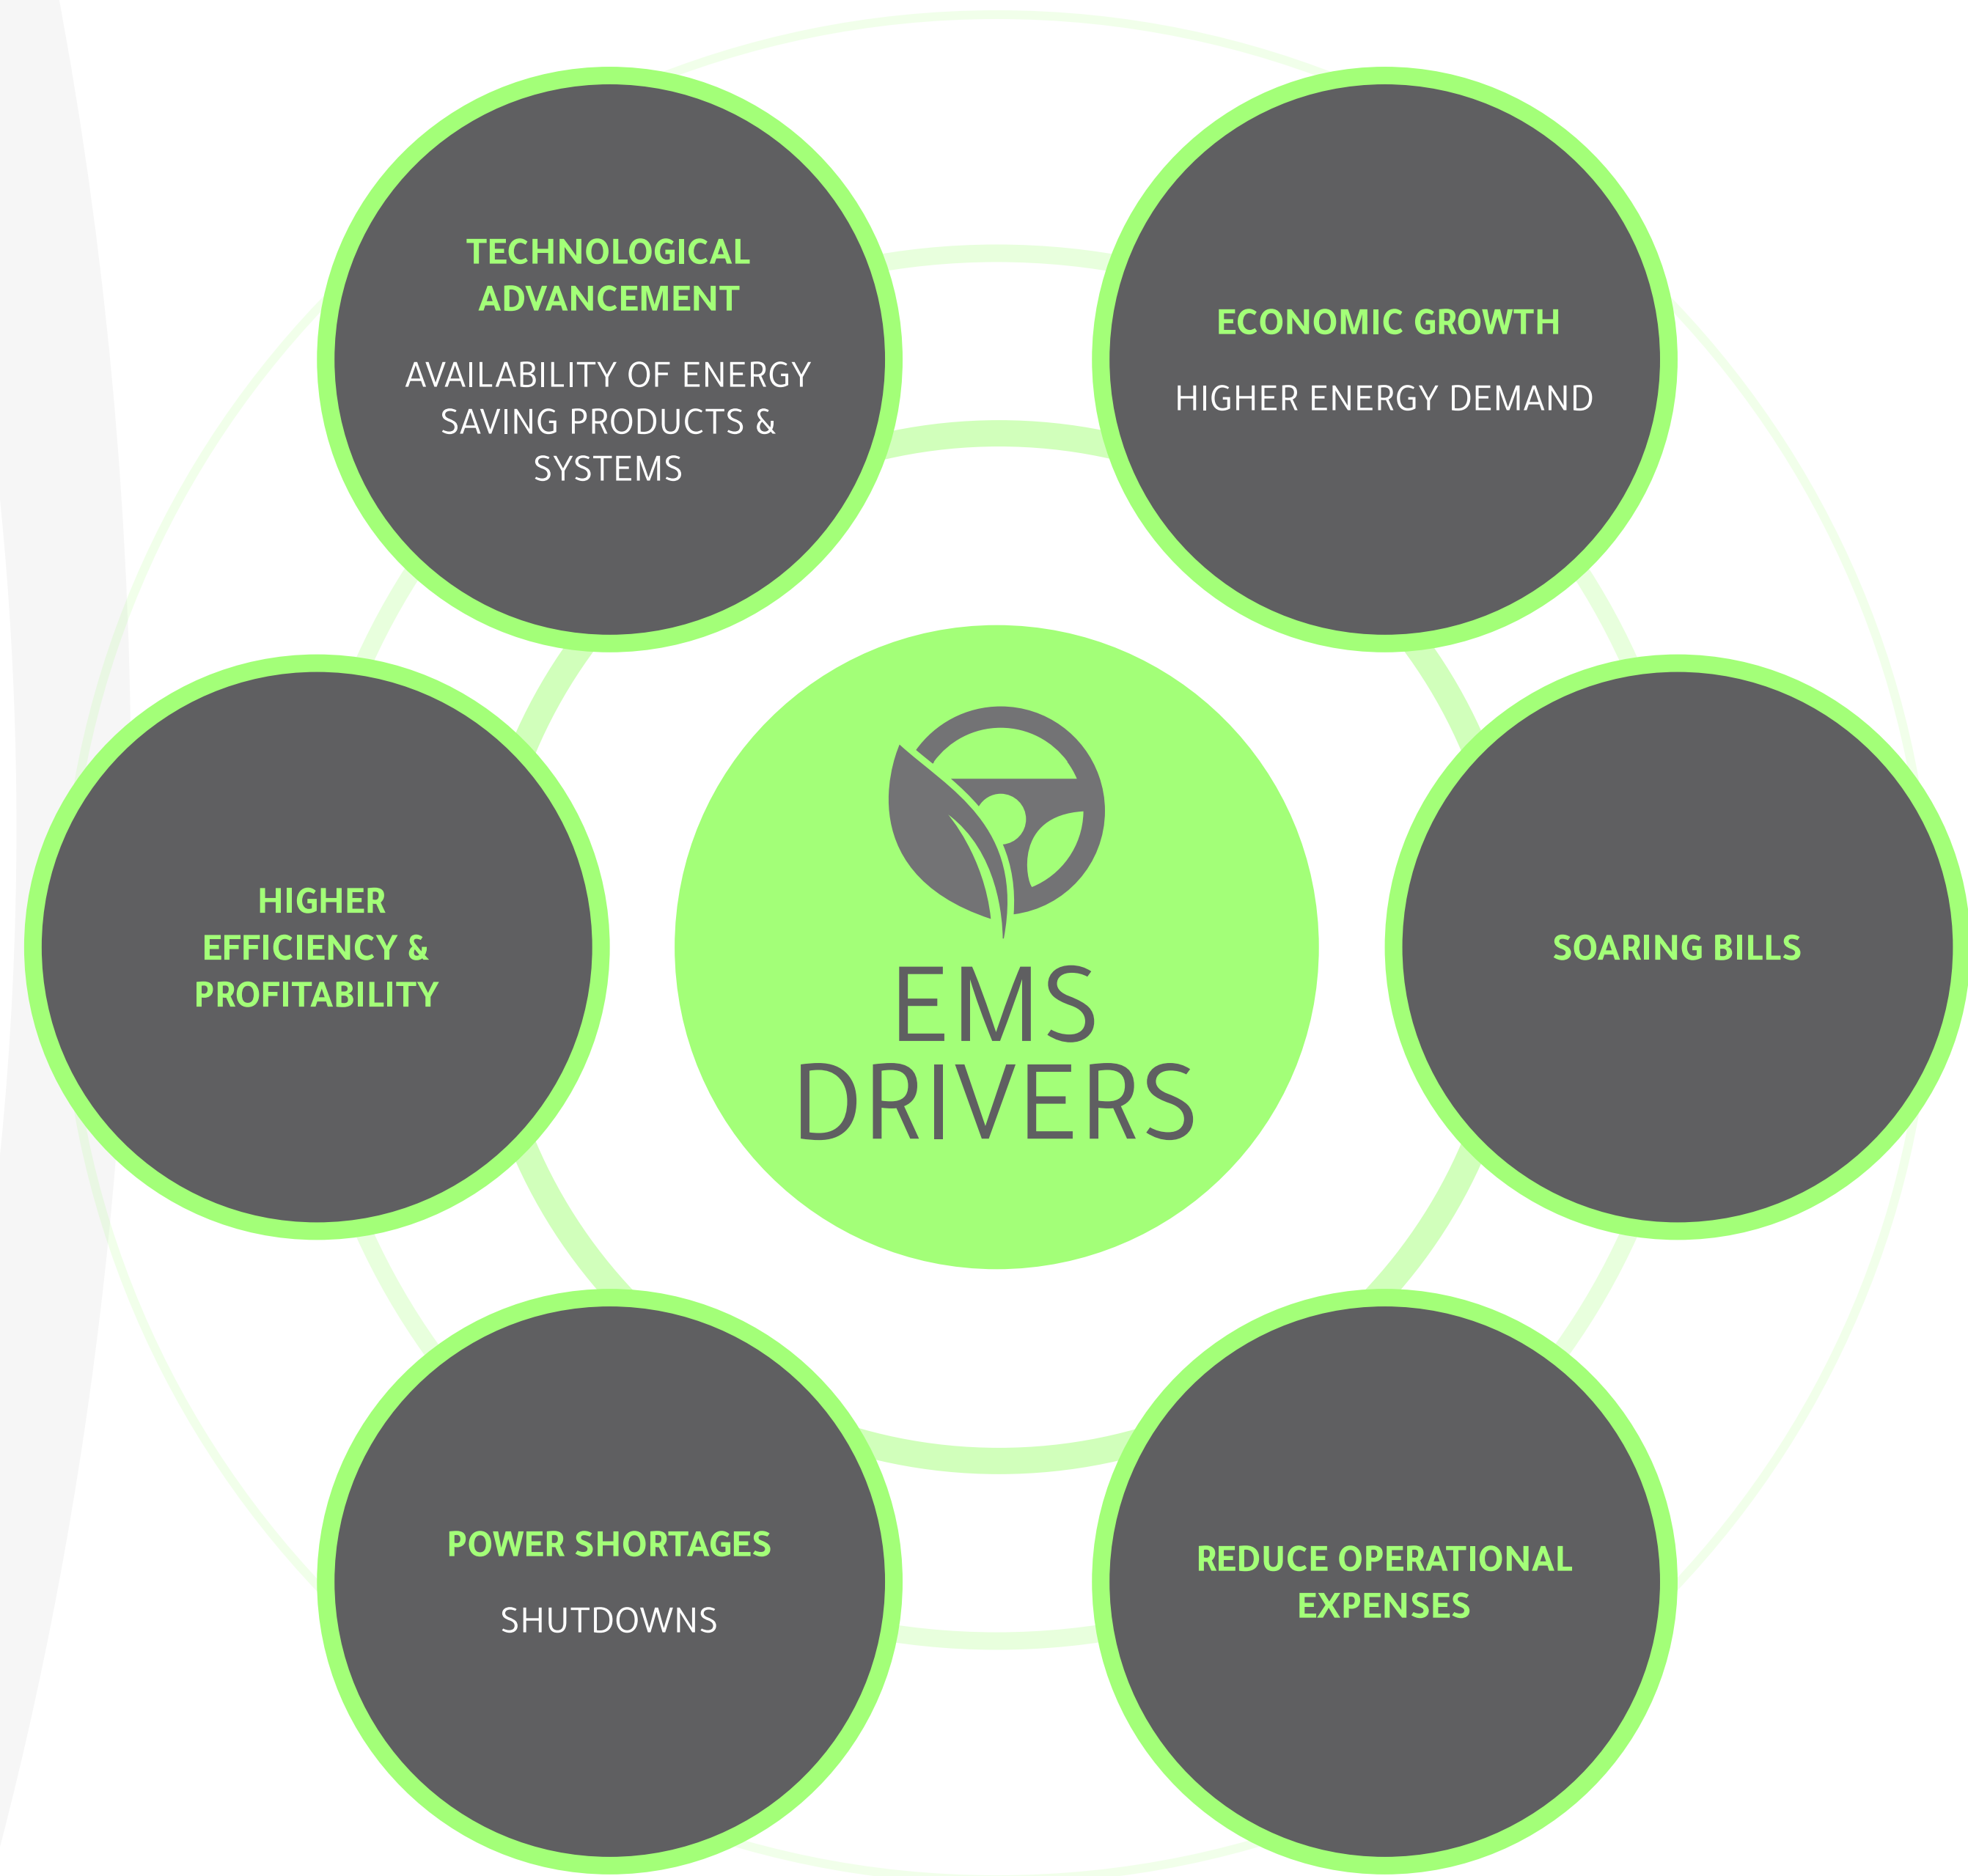 TECHNOLOGICAL
ADVANCEMENT
AVAILABILITY OF ENERGY
SAVING PRODUCTS &
SYSTEMS
ECONOMIC GROWTH
HIGHER ENERGY DEMAND
HIGHER
EFFICIENCY &
PROFITABILITY
EMS
DRIVERS
SOARING BILLS
POWER SHORTAGES
SHUTDOWNS
REDUCE OPERATIONAL
EXPENSES